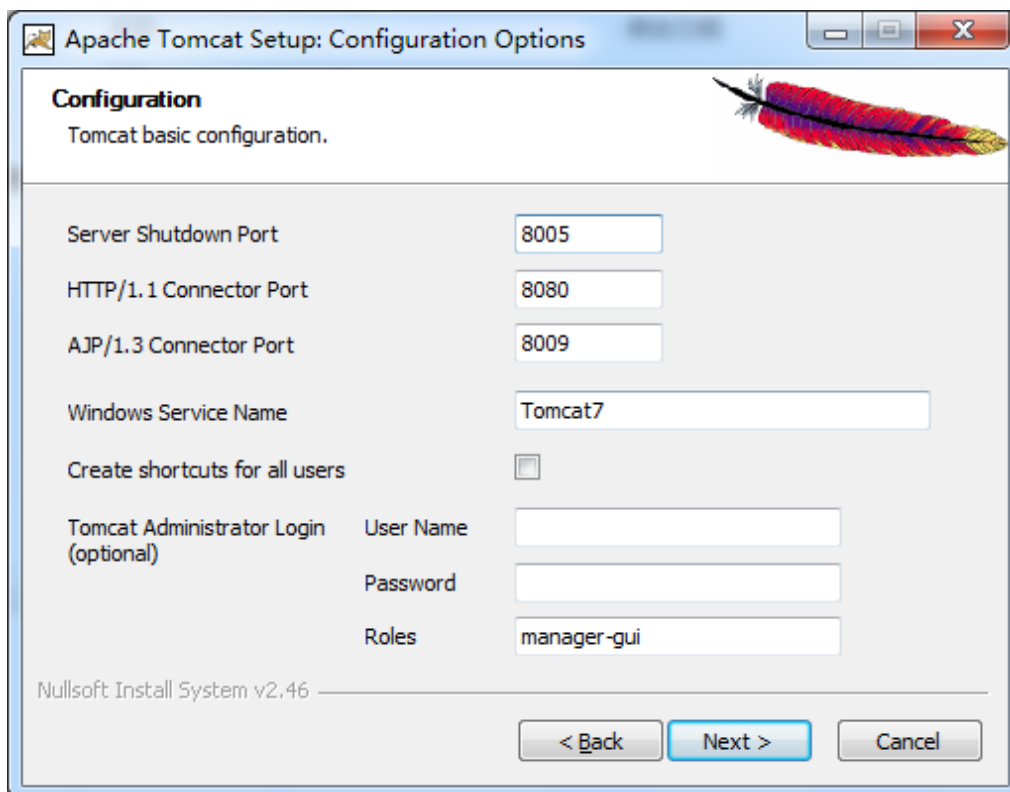 Apache Tomcat Setup: Configuration Options
Configuration
Tomcat basic configuration.
Server Shutdown Port 8005
HTTP/1.1 Connector Port 8080
AJP/1.3 Connector Port 8009
Windows Service Name Tomcat7
Create shortcuts for all users
Tomcat Administrator Login User Name
(optional)
Password
Roles manager-gui
Nullsoft Install System v2.46
< Back Next > Cancel